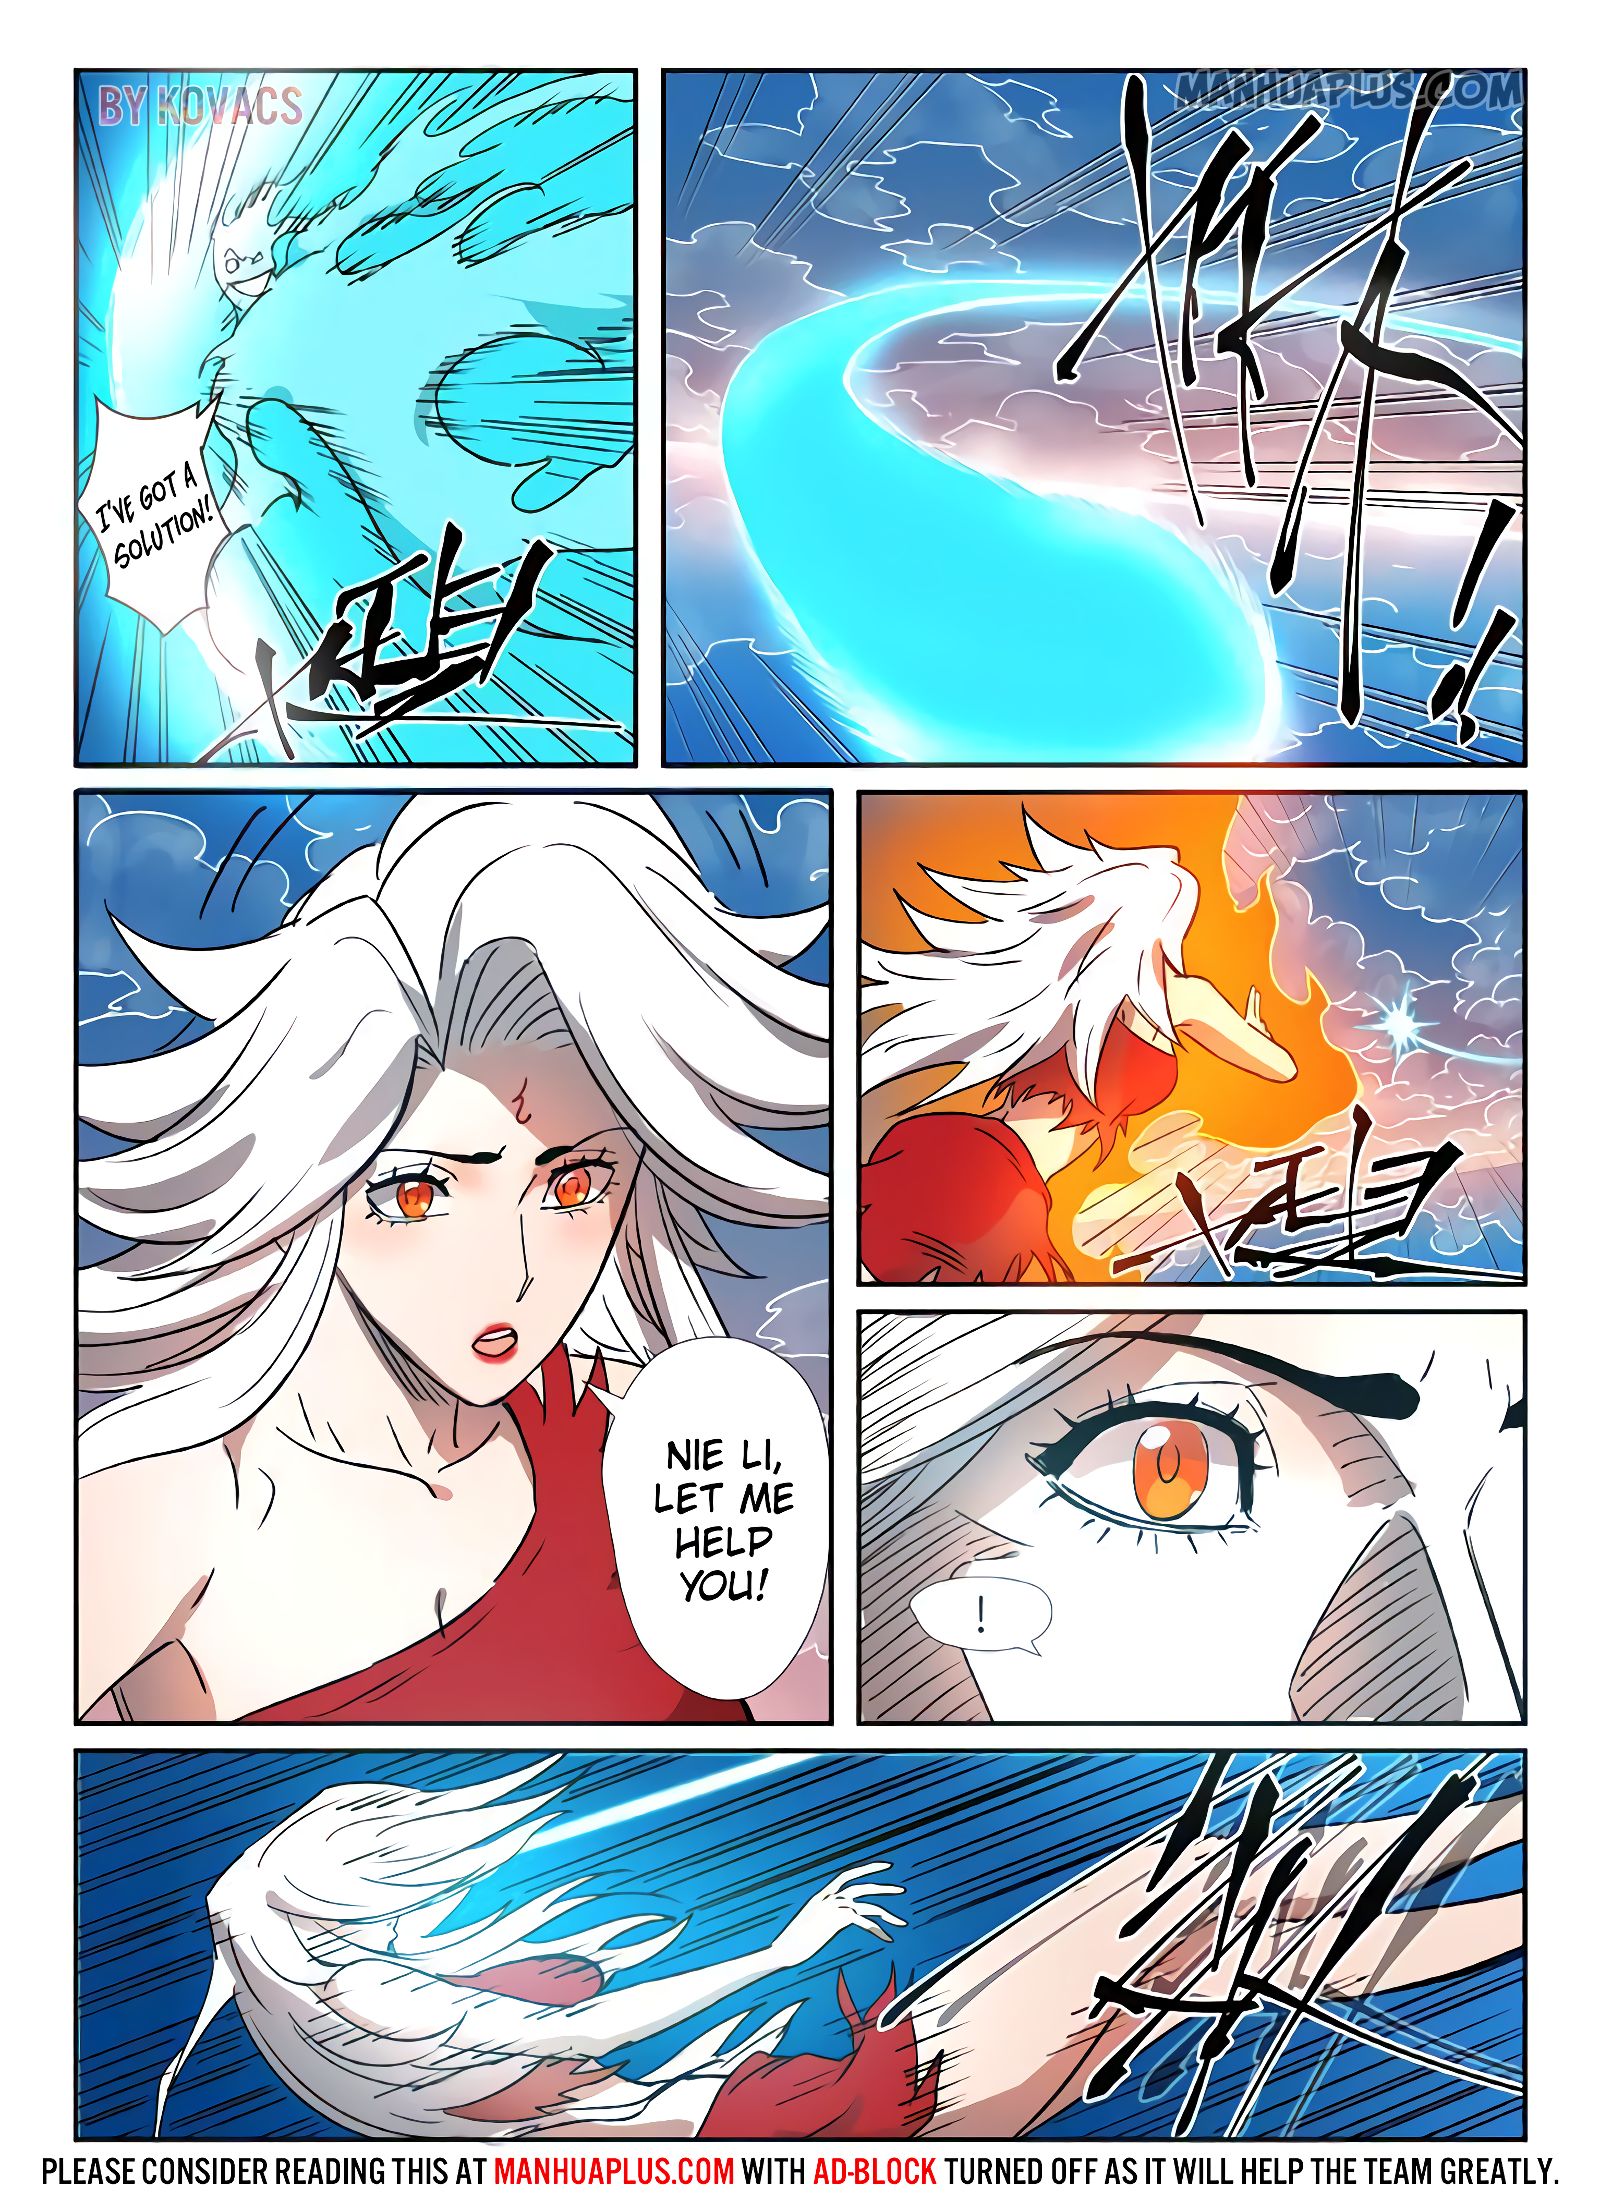 BY KOVACS
MANHUAPLUS.COM
I'VE GOT A
SOLUTION!
NIE LI,
LET ME
HELP
YOU!
!
PLEASE CONSIDER READING THIS AT MANHUAPLUS.COM WITH AD-BLOCK TURNED OFF AS IT WILL HELP THE TEAM GREATLY.